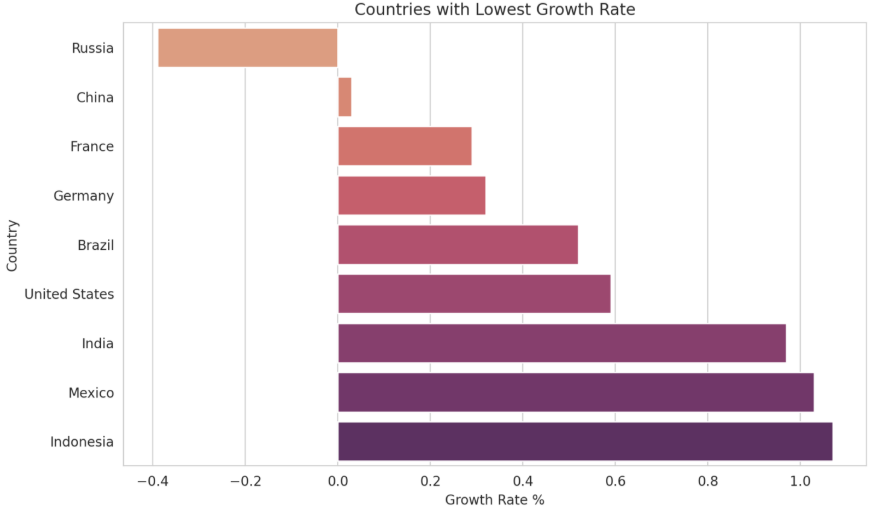 Countries with Lowest Growth Rate
Country
Russia
China
France
Germany
Brazil
United States
India
Mexico
Indonesia
−0.4 −0.2 0.0 0.2 0.4 0.6 0.8 1.0
Growth Rate %